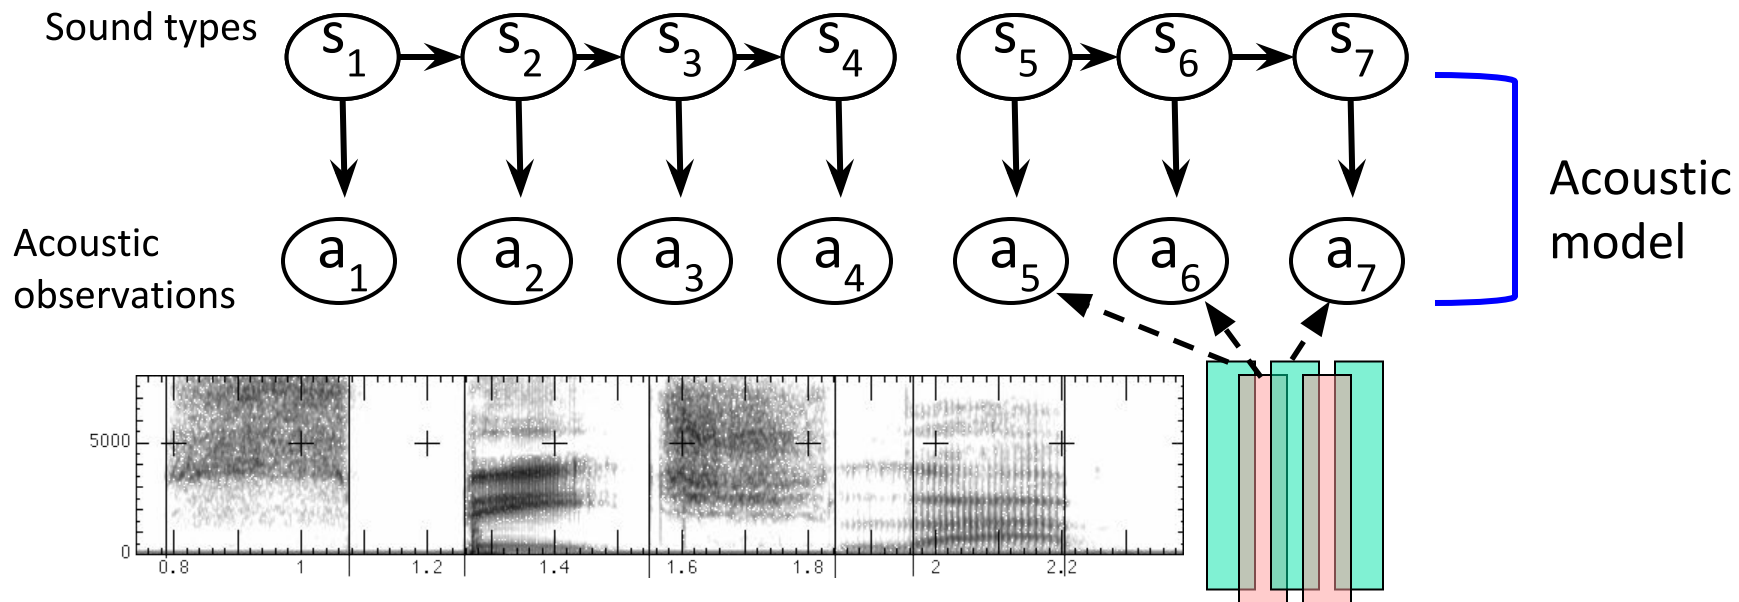 Sound types
s1 s2 s3 s4 s5 s6 s7
Acoustic
observations
a1 a2 a3 a4 a5 a6 a7
Acoustic
model
5000
0
0.8 1 1.2 1.4 1.6 1.8 2 2.2